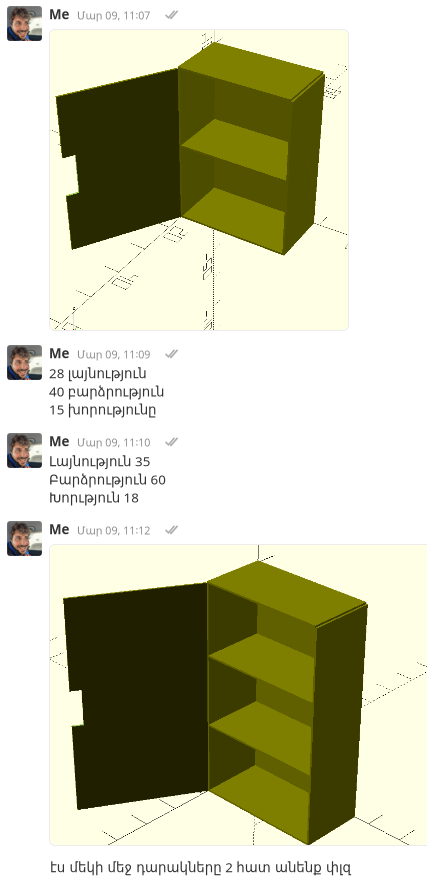 Me Մար 09, 11:07
Me Մար 09, 11:09
28 լայնություն
40 բարձրություն
15 խորությունը
Me Մար 09, 11:10
Լայնություն 35
Բարձրություն 60
Խորւթյուն 18
Me Մար 09, 11:12
էս մեկի մեջ դարակները 2 հատ անենք փլզ